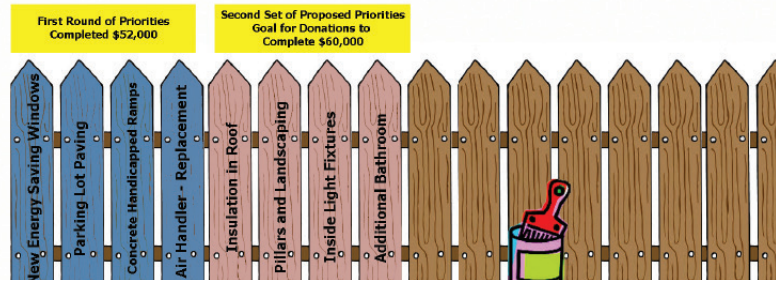 First Round of Priorities
Completed $52,000
Second Set of Proposed Priorities
Goal for Donations to
Complete $60,000
New Energy Saving Windows
Parking Lot Paving
Concrete Handicapped Ramps
Air Handler - Replacement
Insulation in Roof
Pillars and Landscaping
Inside Light Fixtures
Additional Bathroom